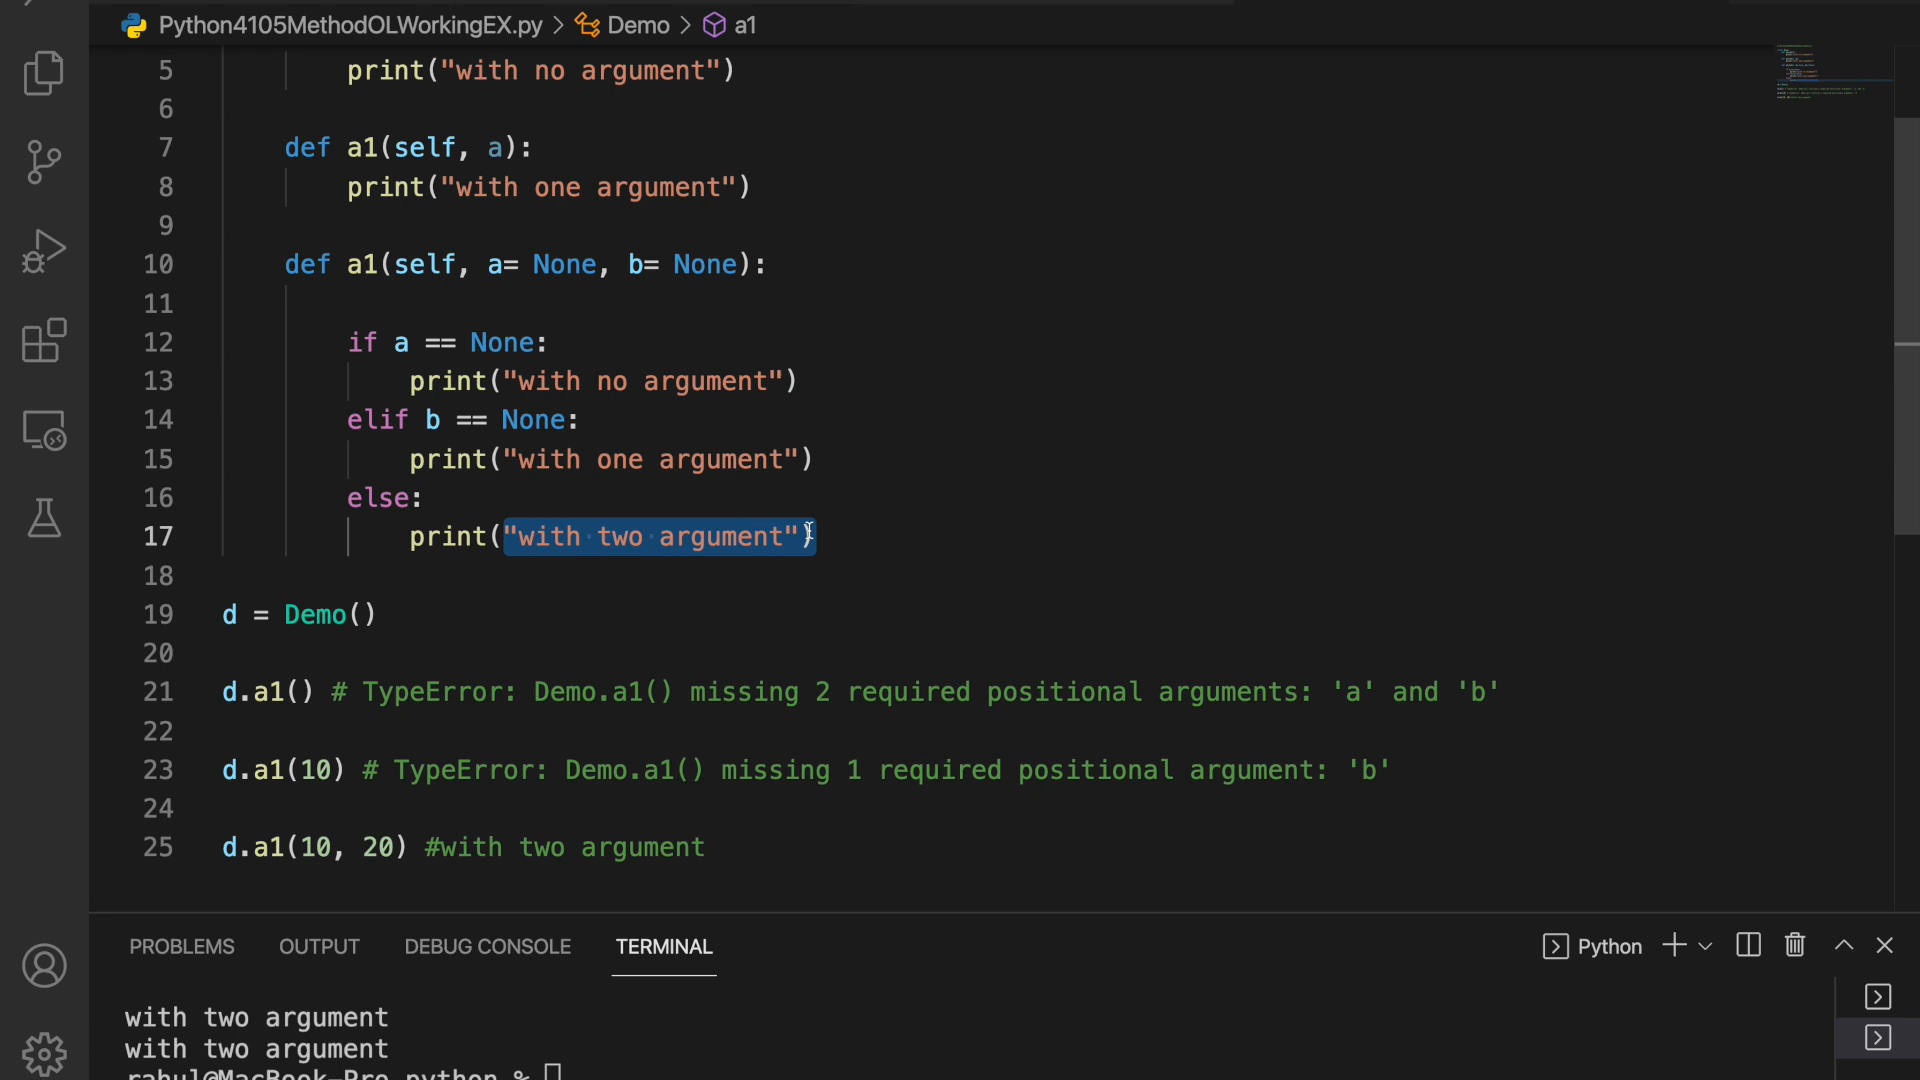 Python4105MethodOLWorkingEX.py > Demo > a1
5 print("with no argument")
6
7 def a1(self, a):
8 print("with one argument")
9
10 def a1(self, a= None, b= None):
11
12 if a == None:
13 print("with no argument")
14 elif b == None:
15 print("with one argument")
16 else:
17 print("with two argument")
18
19 d = Demo()
20
21 d.a1() # TypeError: Demo.a1() missing 2 required positional arguments: 'a' and 'b'
22
23 d.a1(10) # TypeError: Demo.a1() missing 1 required positional argument: 'b'
24
25 d.a1(10, 20) #with two argument
PROBLEMS OUTPUT DEBUG CONSOLE TERMINAL Python
with two argument
with two argument
rahul@MacBook-Pro python %